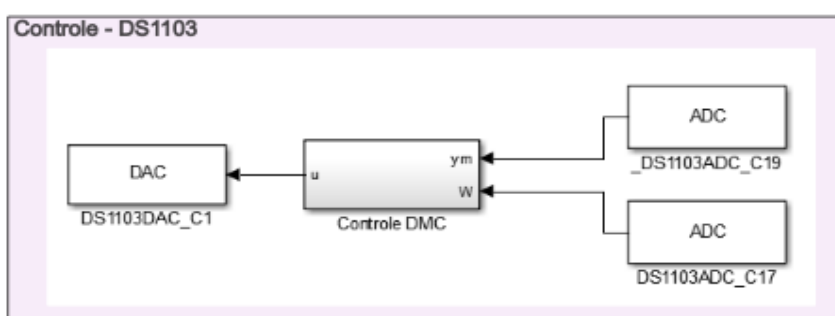 Controle - DS1103
ADC
_DS1103ADC_C19
DAC
DS1103DAC_C1
u
ym
W
Controle DMC
ADC
DS1103ADC_C17